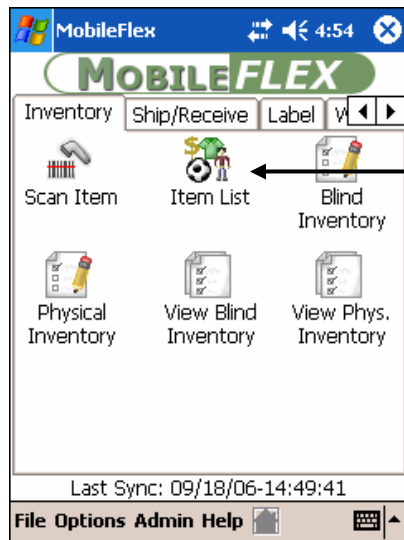 MobileFlex 4:54
MOBILEFLEX
Inventory Ship/Receive Label
Scan Item Item List Blind Inventory
Physical Inventory View Blind Inventory View Phys. Inventory
Last Sync: 09/18/06-14:49:41
File Options Admin Help